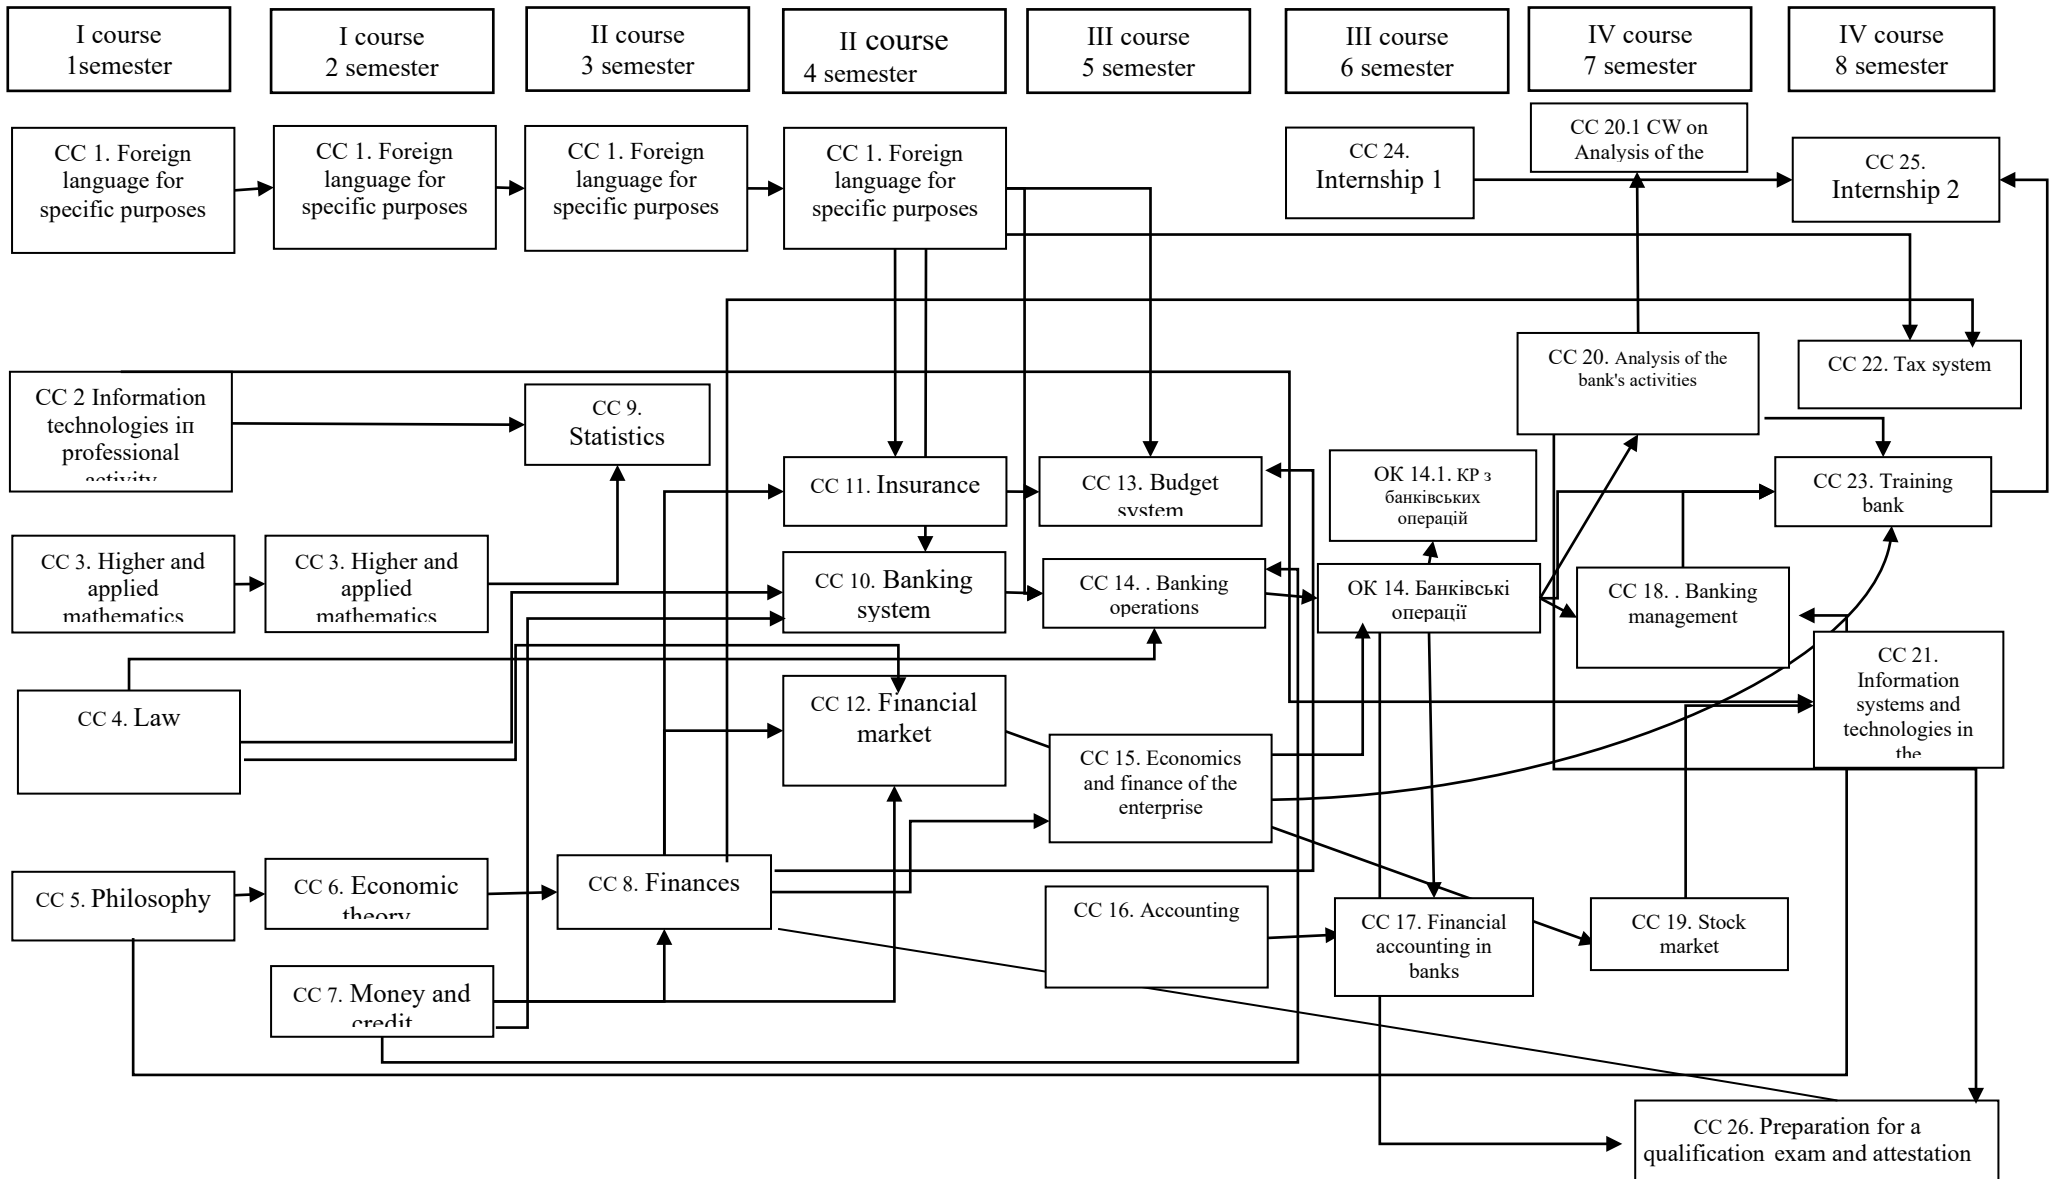 I course
1semester
I course
2 semester
II course
3 semester
II course
4 semester
III course
5 semester
III course
6 semester
IV course
7 semester
IV course
8 semester
CC 1. Foreign
language for
specific purposes
CC 1. Foreign
language for
specific purposes
CC 1. Foreign
language for
specific purposes
CC 1. Foreign
language for
specific purposes
CC 24.
Internship 1
CC 20.1 CW on
Analysis of the
CC 25.
Internship 2
CC 2 Information
technologies iп
professional
activity
CC 9.
Statistics
CC 20. Analysis of the
bank's activities
CC 22. Tax system
CC 11. Insurance
CC 13. Budget
system
ОК 14.1. КР з
банківських
операцій
CC 23. Training
bank
CC 3. Higher and
applied
mathematics
CC 3. Higher and
applied
mathematics
CC 10. Banking
system
CC 14. . Banking
operations
ОК 14. Банківські
операції
CC 18. . Banking
management
CC 4. Law
CC 12. Financial
market
CC 15. Economics
and finance of the
enterprise
CC 21.
Information
systems and
technologies in
the
CC 5. Philosophy
CC 6. Economic
theory
CC 8. Finances
CC 16. Accounting
CC 17. Financial
accounting in
banks
CC 19. Stock
market
CC 7. Money and
credit
CC 26. Preparation for a
qualification exam and attestation